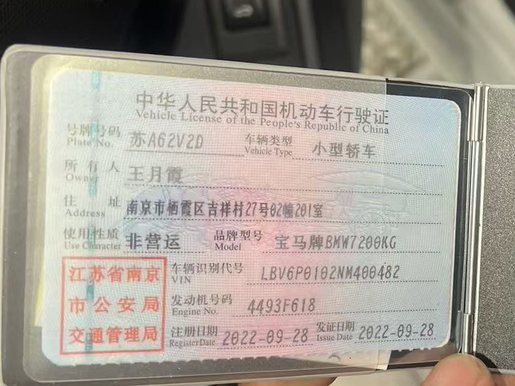 中华人民共和国机动车行驶证
Vehicle License of the People's Republic of China
号牌号码 苏A62V2D 车辆类型 小型轿车
Plate No. Vehicle Type
所有人 王月霞
Owner
住址 南京市栖霞区吉祥村27号02幢201室
Address
使用性质 非营运 品牌型号 宝马牌BMW7200KG
Use Character Model
江苏省南京
市公安局
交通管理局
车辆识别代号 LBV6P0102NM400482
VIN
发动机号码 4493F618
Engine No.
注册日期 2022-09-28 发证日期 2022-09-28
Register Date Issue Date